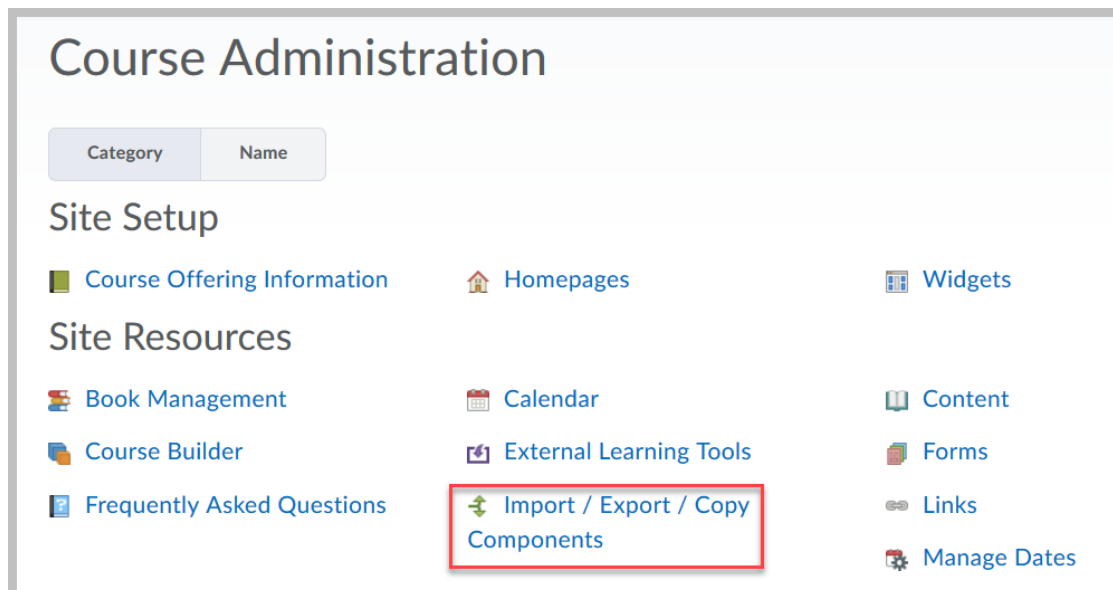 Course Administration
Category Name
Site Setup
Course Offering Information Homepages Widgets
Site Resources
Book Management Calendar Content
Course Builder External Learning Tools Forms
Frequently Asked Questions Import / Export / Copy Links
Components
Manage Dates